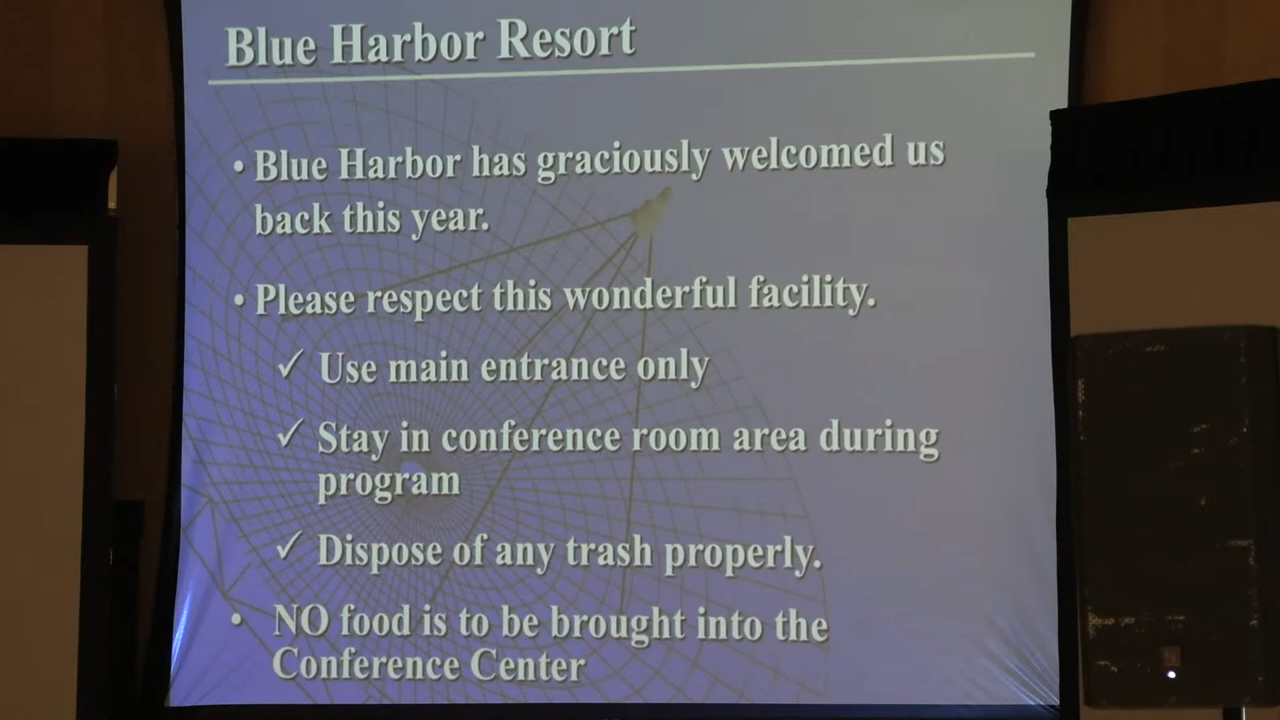 Blue Harbor Resort
• Blue Harbor has graciously welcomed us
back this year.
• Please respect this wonderful facility.
✓ Use main entrance only
✓ Stay in conference room area during
program
✓ Dispose of any trash properly.
• NO food is to be brought into the
Conference Center